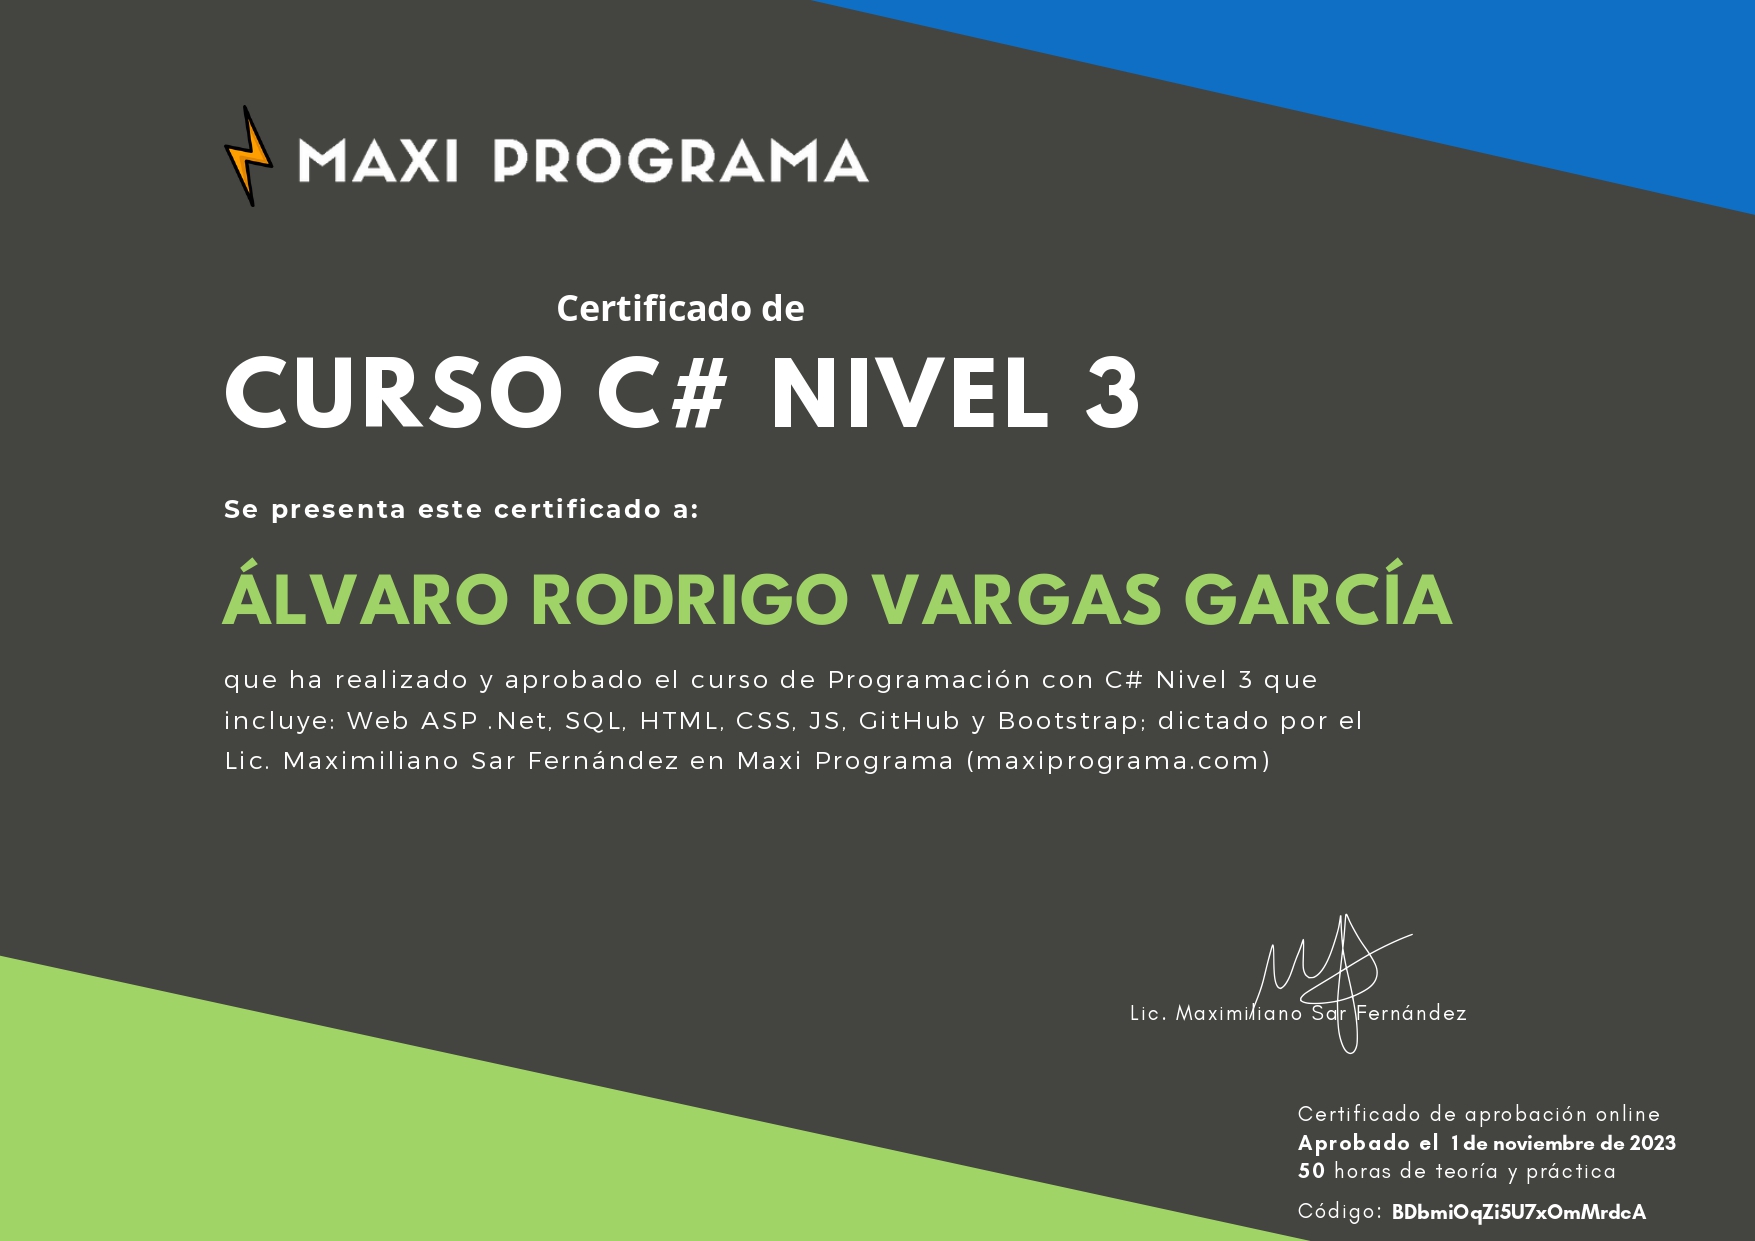 MAXI PROGRAMA
Certificado de
CURSO C# NIVEL 3
Se presenta este certificado a:
ÁLVARO RODRIGO VARGAS GARCÍA
que ha realizado y aprobado el curso de Programación con C# Nivel 3 que
incluye: Web ASP .Net, SQL, HTML, CSS, JS, GitHub y Bootstrap; dictado por el
Lic. Maximiliano Sar Fernández en Maxi Programa (maxiprograma.com)
Lic. Maximiliano Sar Fernández
Certificado de aprobación online
Aprobado el 1 de noviembre de 2023
50 horas de teoría y práctica
Código: BDbmiOqZi5U7xOmMrdcA